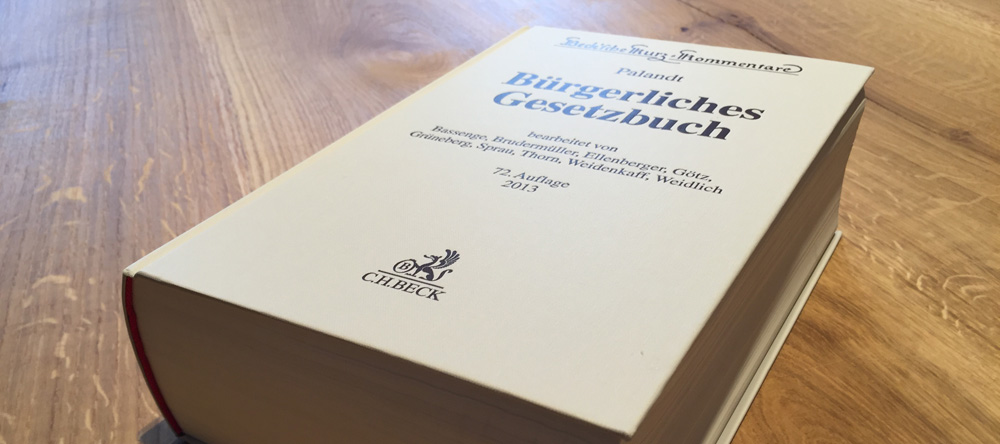 Beck'sche Kurz-Kommentare
Palandt
Bürgerliches
Gesetzbuch
bearbeitet von
Bassenge, Brudermüller, Ellenberger, Götz,
Grüneberg, Sprau, Thorn, Weidenkaff, Weidlich
72. Auflage
2013
B
C.H.BECK